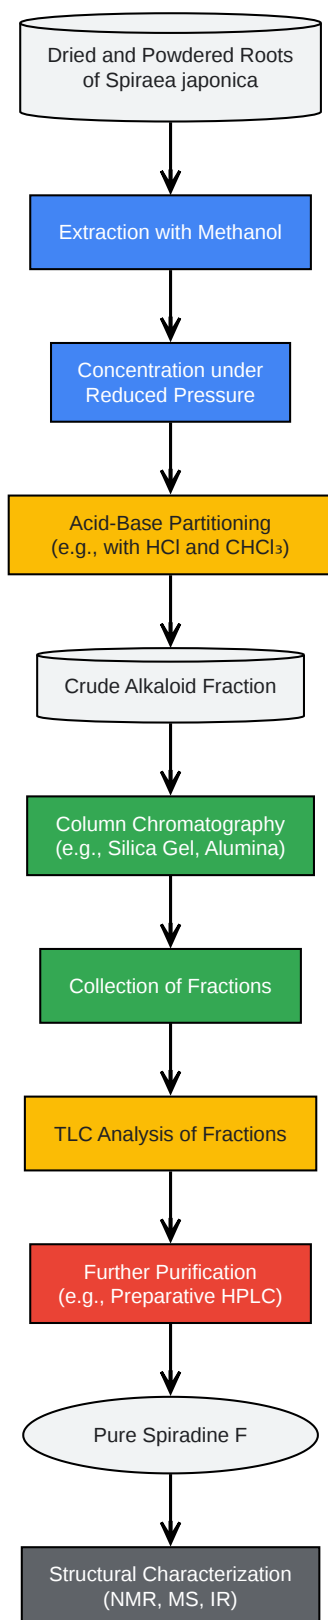 Dried and Powdered Roots
of Spiraea japonica
Extraction with Methanol
Concentration under
Reduced Pressure
Acid-Base Partitioning
(e.g., with HCl and CHCl₃)
Crude Alkaloid Fraction
Column Chromatography
(e.g., Silica Gel, Alumina)
Collection of Fractions
TLC Analysis of Fractions
Further Purification
(e.g., Preparative HPLC)
Pure Spiradine F
Structural Characterization
(NMR, MS, IR)